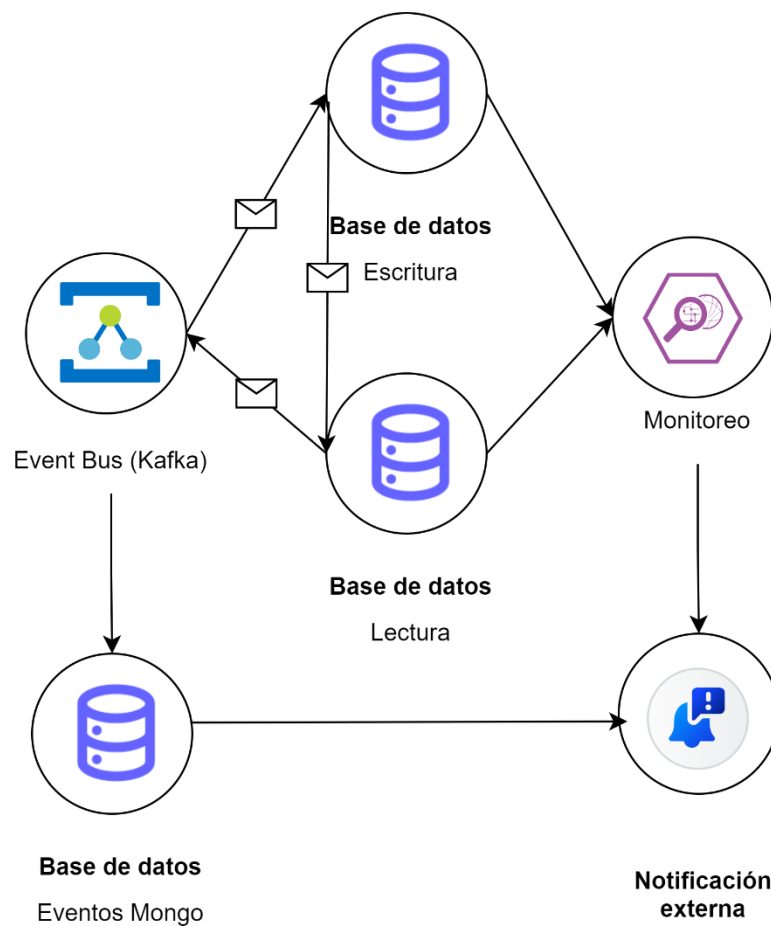 Base de datos
Escritura
Event Bus (Kafka)
Monitoreo
Base de datos
Lectura
Base de datos
Eventos Mongo
Notificación
externa